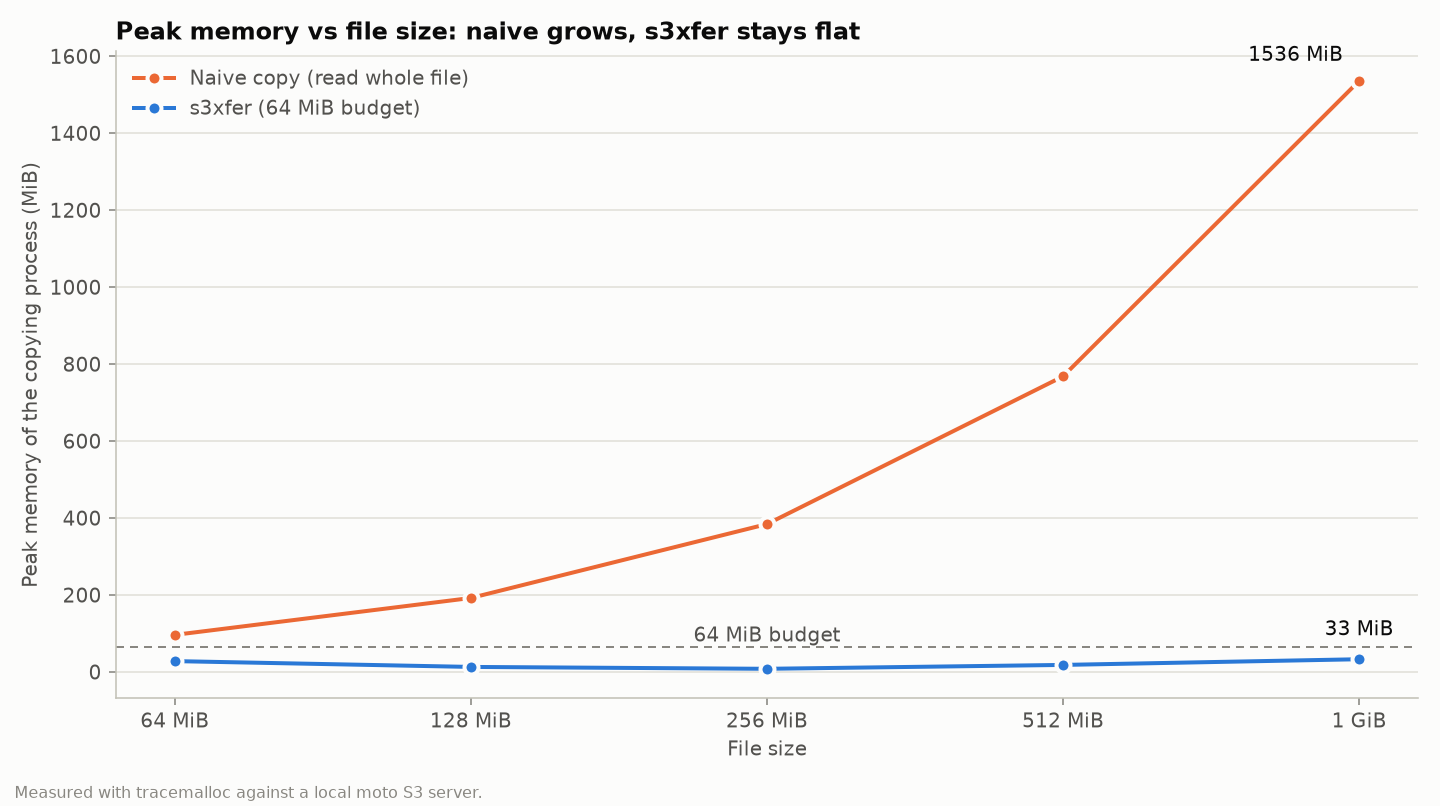 Peak memory vs file size: naive grows, s3xfer stays flat
Naive copy (read whole file)
s3xfer (64 MiB budget)
1536 MiB
1600
1400
1200
1000
800
600
400
200
0
Peak memory of the copying process (MiB)
64 MiB budget
33 MiB
64 MiB
128 MiB
256 MiB
512 MiB
1 GiB
File size
Measured with tracemalloc against a local moto S3 server.